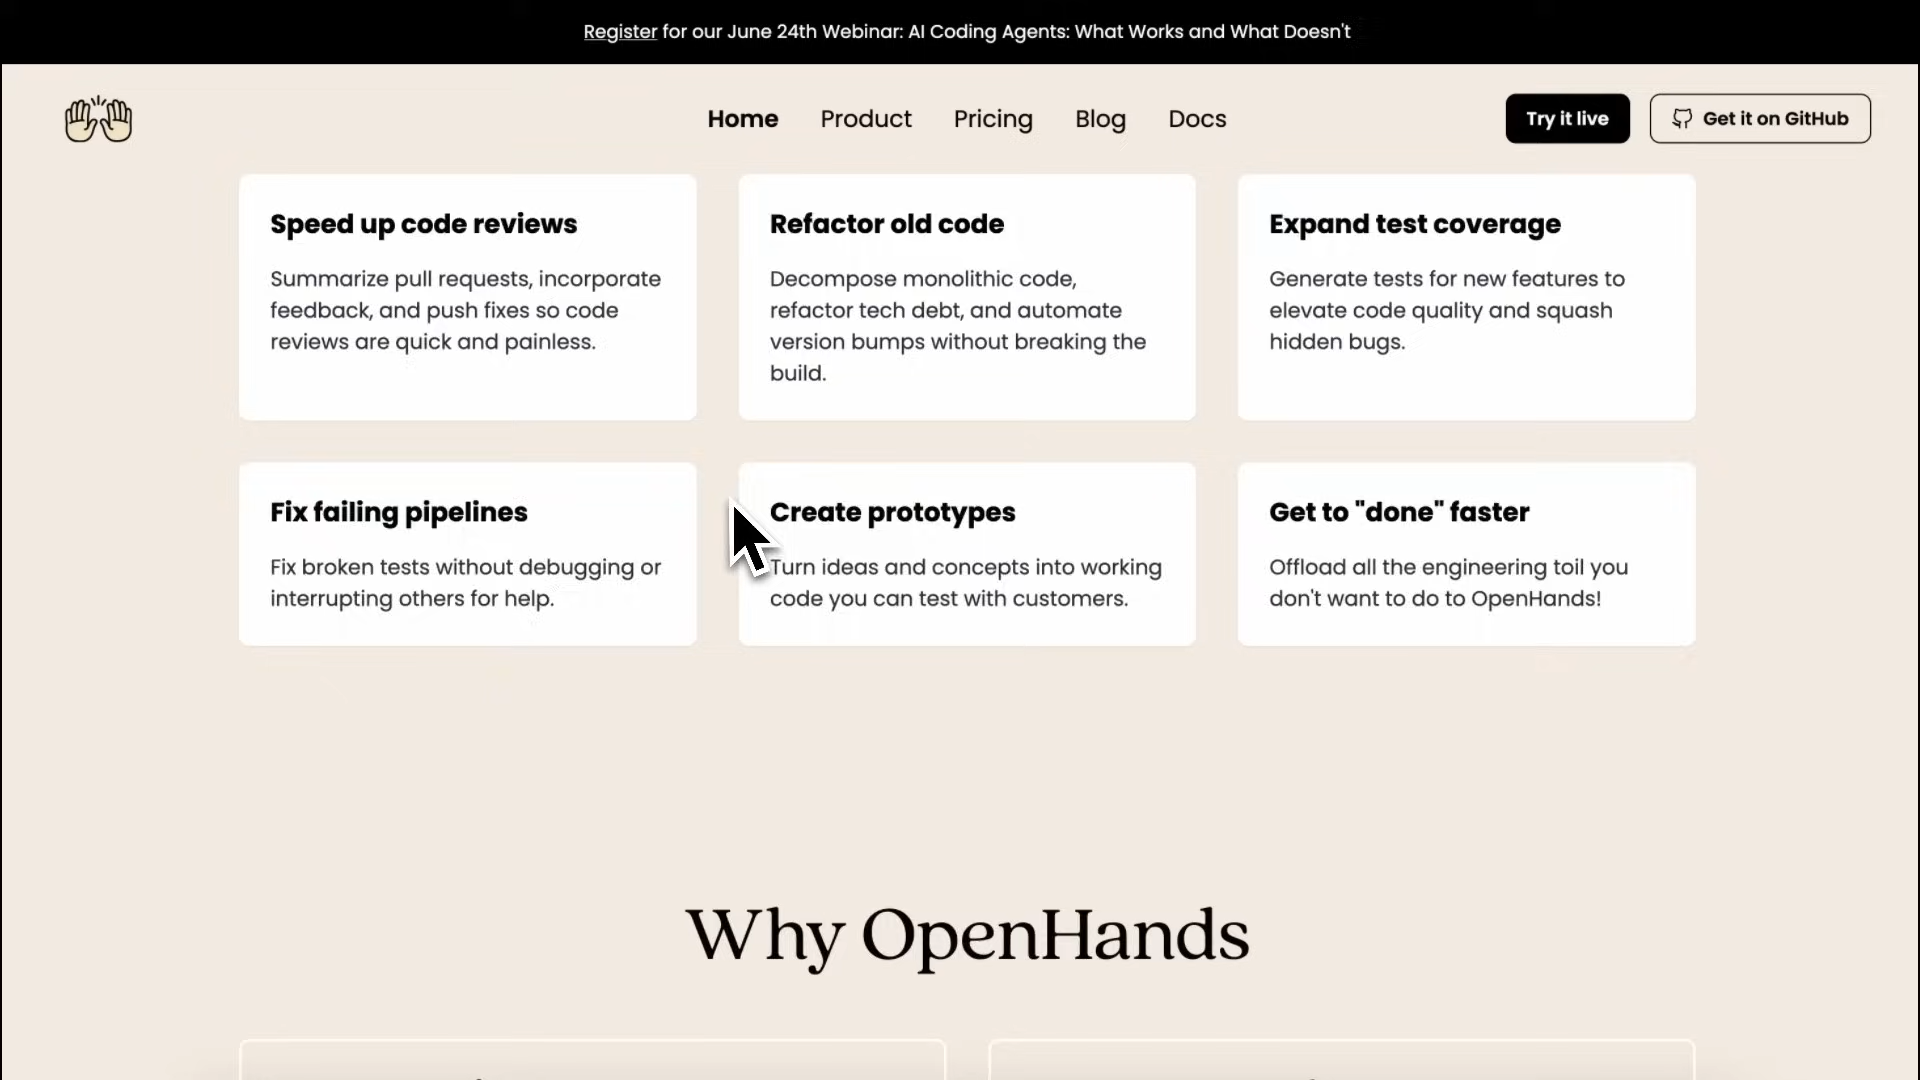 Register for our June 24th Webinar: AI Coding Agents: What Works and What Doesn't
Home
Product
Pricing
Blog
Docs
Try it live
Get it on GitHub
Speed up code reviews
Summarize pull requests, incorporate
feedback, and push fixes so code
reviews are quick and painless.
Refactor old code
Decompose monolithic code,
refactor tech debt, and automate
version bumps without breaking the
build.
Expand test coverage
Generate tests for new features to
elevate code quality and squash
hidden bugs.
Fix failing pipelines
Fix broken tests without debugging or
interrupting others for help.
Create prototypes
Turn ideas and concepts into working
code you can test with customers.
Get to "done" faster
Offload all the engineering toil you
don't want to do to OpenHands!
Why OpenHands